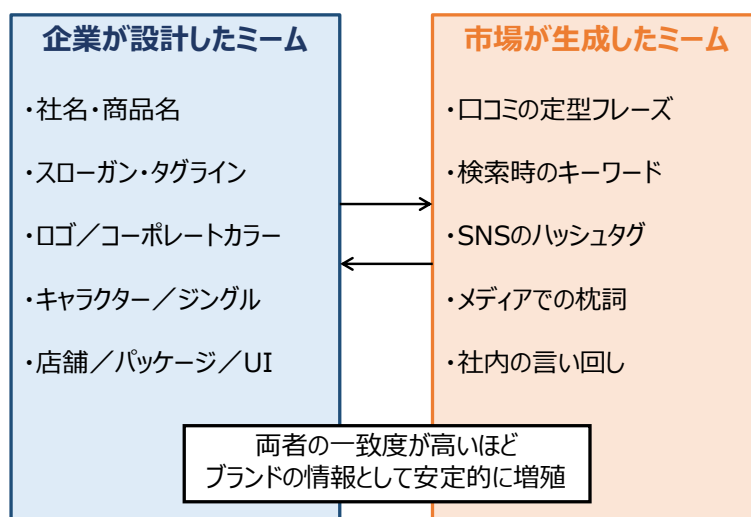 企業が設計したミーム
・社名・商品名
・スローガン・タグライン
・ロゴ／コーポレートカラー
・キャラクター／ジングル
・店舗／パッケージ／UI
市場が生成したミーム
・口コミの定型フレーズ
・検索時のキーワード
・SNSのハッシュタグ
・メディアでの枕詞
・社内の言い回し
両者の一致度が高いほど
ブランドの情報として安定的に増殖